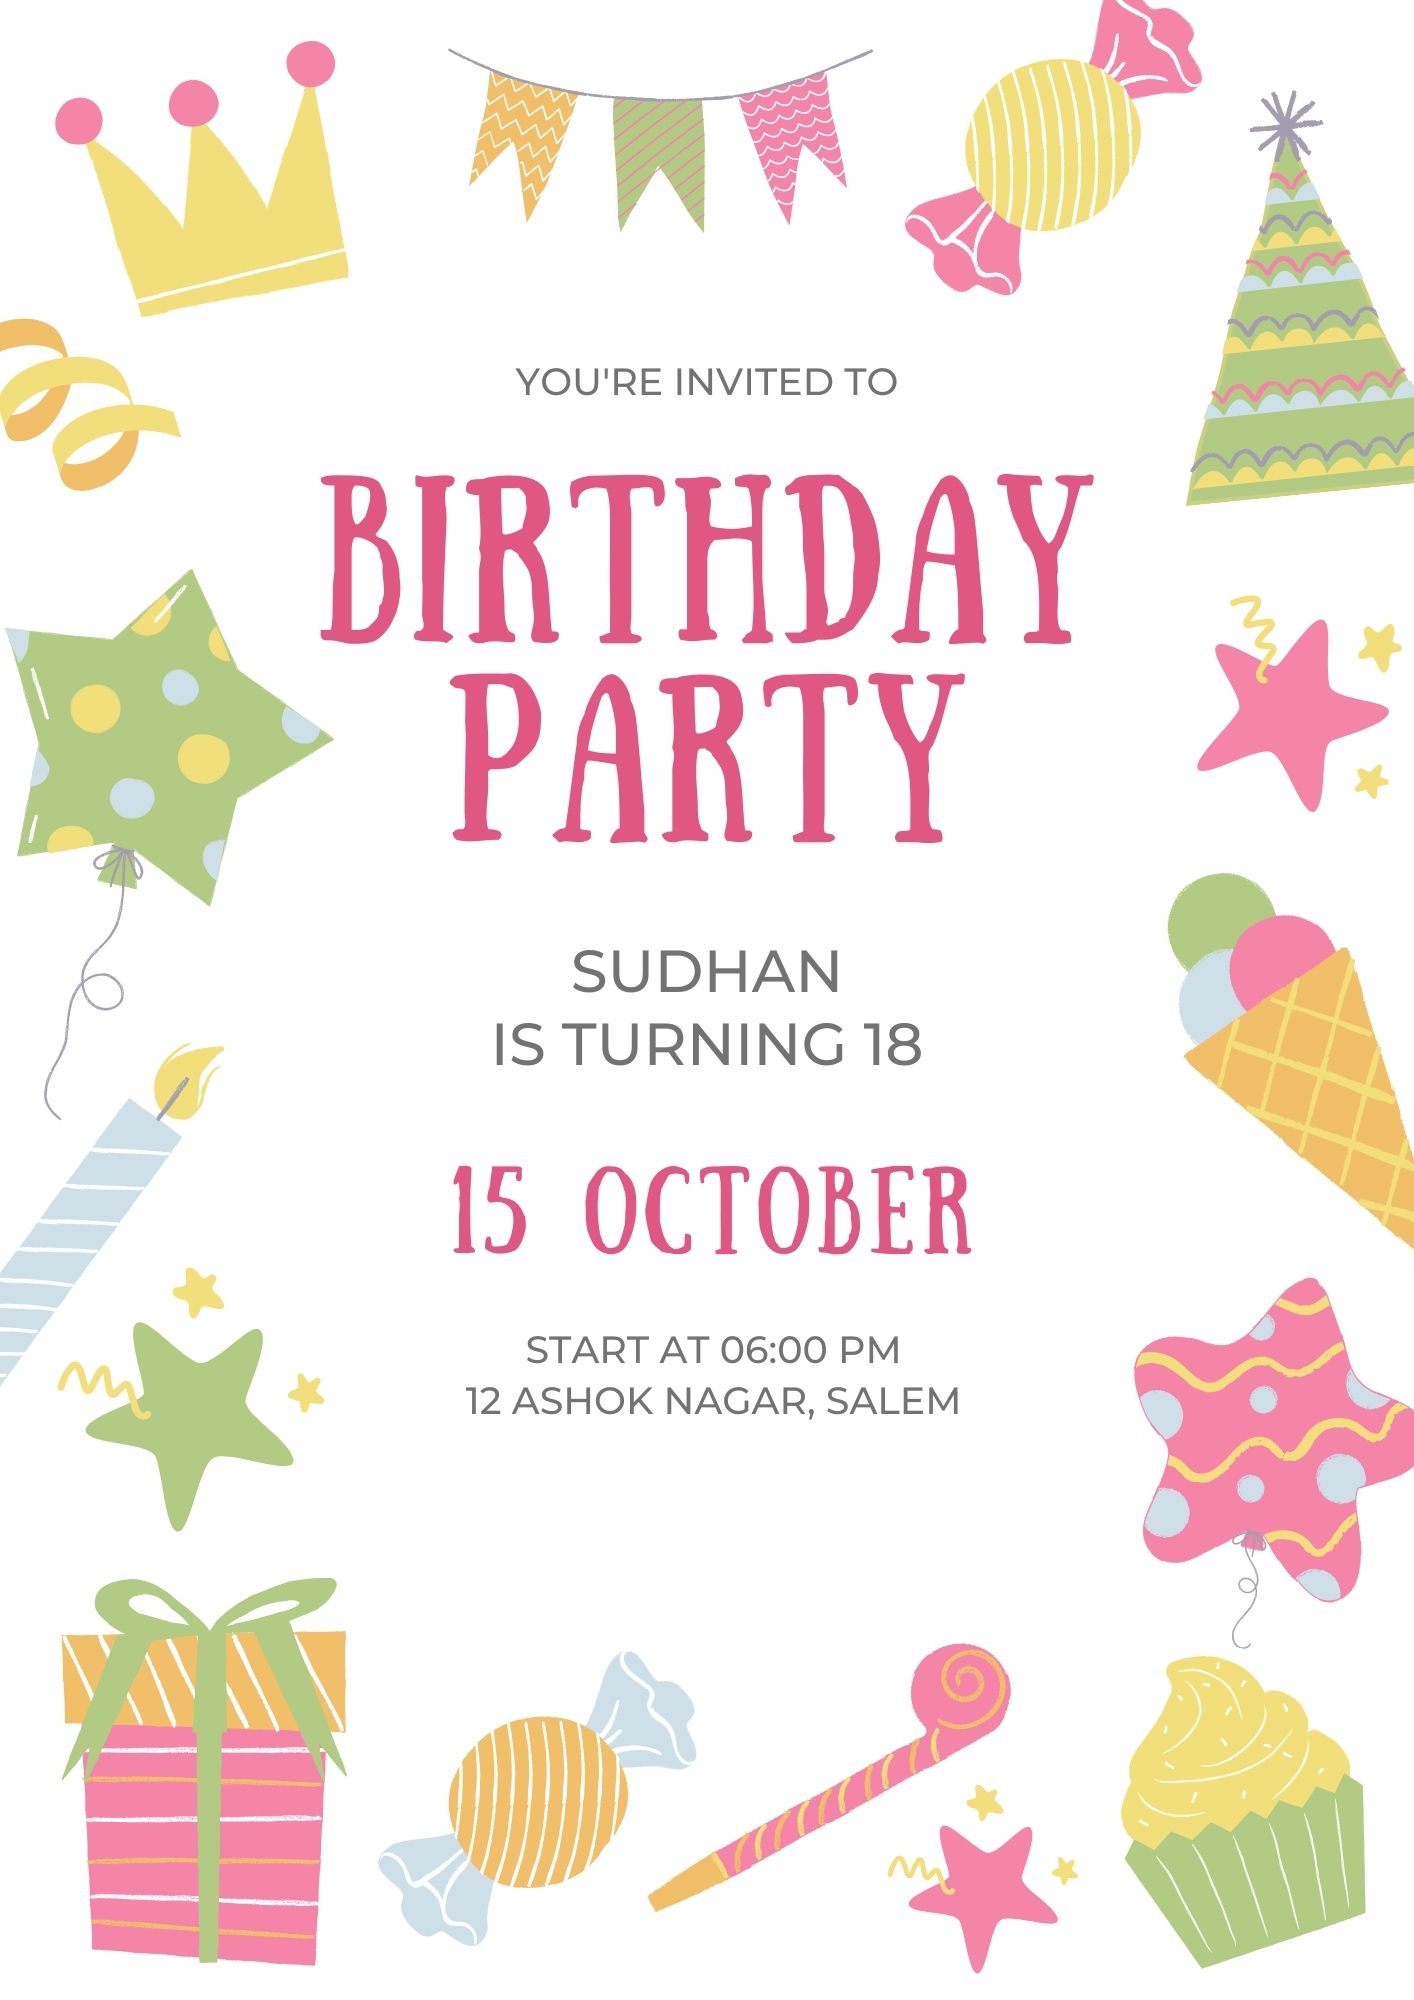 YOU'RE INVITED TO
BIRTHDAY
PARTY
SUDHAN
IS TURNING 18
15 OCTOBER
START AT 06:00 PM
12 ASHOK NAGAR, SALEM